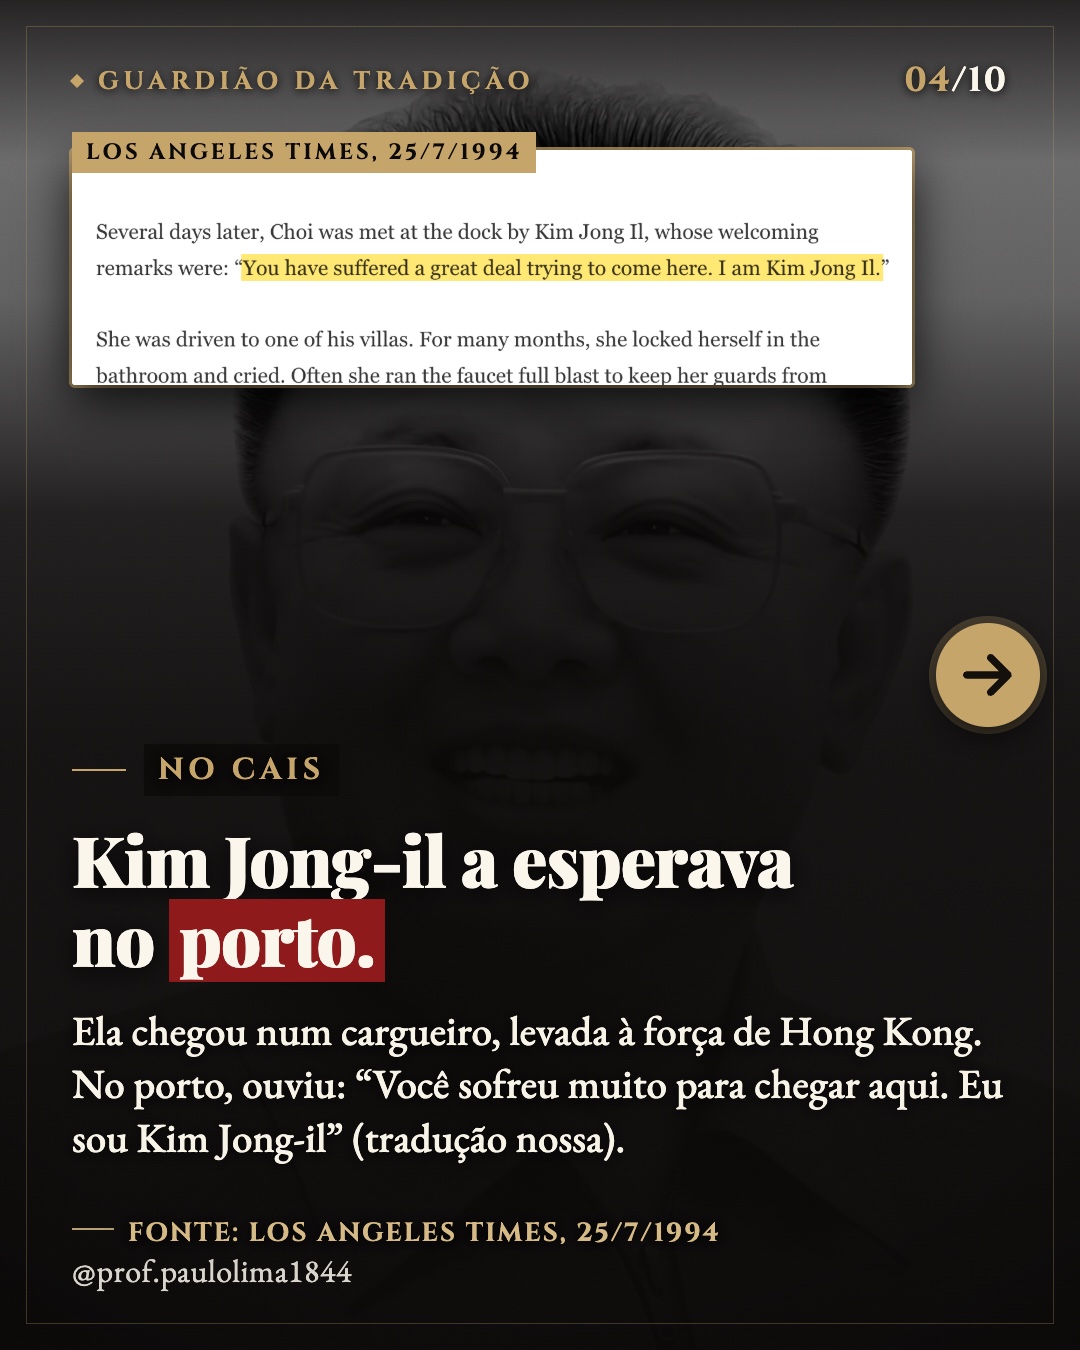 GUARDIÃO DA TRADIÇÃO
04/10
LOS ANGELES TIMES, 25/7/1994
Several days later, Choi was met at the dock by Kim Jong Il, whose welcoming
remarks were: “You have suffered a great deal trying to come here. I am Kim Jong Il.”
She was driven to one of his villas. For many months, she locked herself in the
bathroom and cried. Often she ran the faucet full blast to keep her guards from
NO CAIS
Kim Jong-il a esperava
no porto.
Ela chegou num cargueiro, levada à força de Hong Kong.
No porto, ouviu: “Você sofreu muito para chegar aqui. Eu
sou Kim Jong-il” (tradução nossa).
FONTE: LOS ANGELES TIMES, 25/7/1994
@prof.paulolima1844